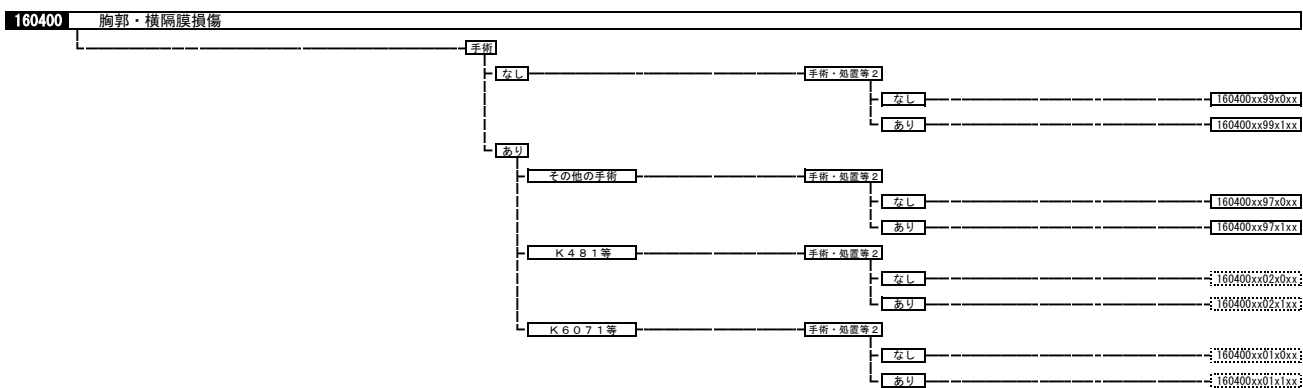 160400 胸郭・横隔膜損傷
手術
なし 手術・処置等2
なし 160400xx99x0xx
あり 160400xx99x1xx
あり
その他の手術 手術・処置等2
なし 160400xx97x0xx
あり 160400xx97x1xx
K481等 手術・処置等2
なし 160400xx02x0xx
あり 160400xx02x1xx
K6071等 手術・処置等2
なし 160400xx01x0xx
あり 160400xx01x1xx